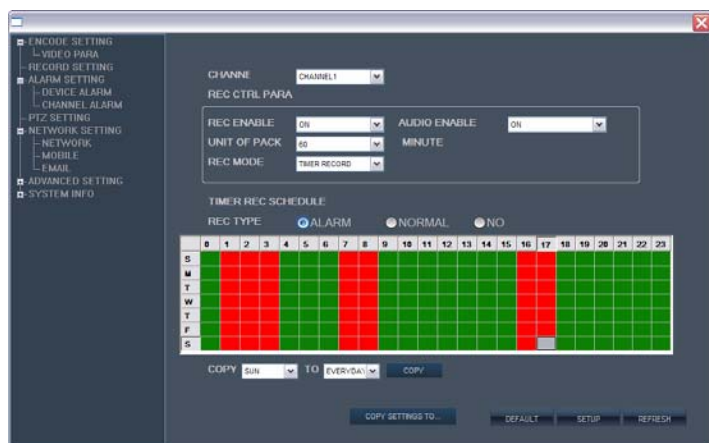 ENCODE SETTING
VIDEO PARA
RECORD SETTING
ALARM SETTING
DEVICE ALARM
CHANNEL ALARM
PTZ SETTING
NETWORK SETTING
NETWORK
MOBILE
EMAIL
ADVANCED SETTING
SYSTEM INFO
CHANNE CHANNEL1
REC CTRL PARA
REC ENABLE ON AUDIO ENABLE ON
UNIT OF PACK 60 MINUTE
REC MODE TIMER RECORD
TIMER REC SCHEDULE
REC TYPE ALARM NORMAL NO
0 1 2 3 4 5 6 7 8 9 10 11 12 13 14 15 16 17 18 19 20 21 22 23
S
M
T
W
T
F
S
COPY SUN TO EVERYDAY COPY
COPY SETTINGS TO... DEFAULT SETUP REFRESH